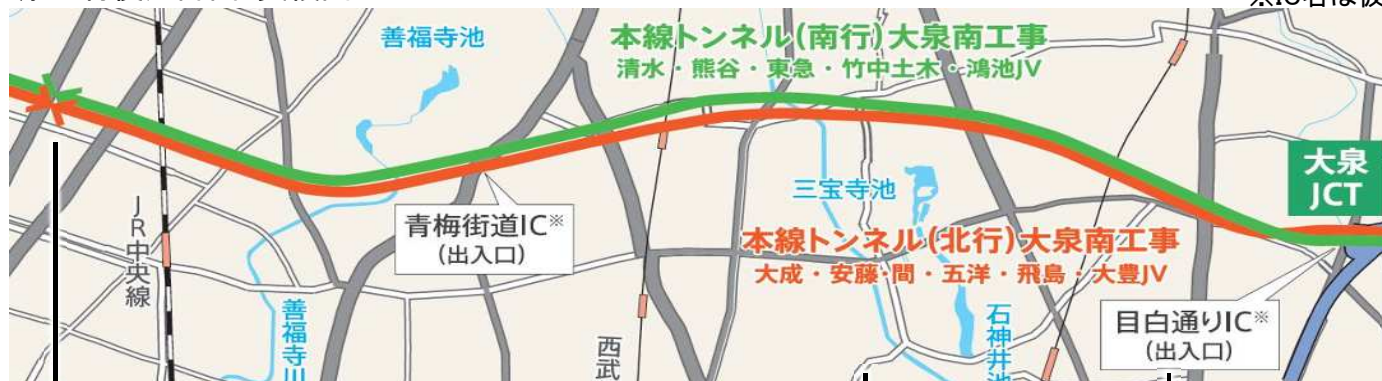 ※IC名は仮
善福寺池
本線トンネル(南行)大泉南工事
清水・熊谷・東急・竹中土木・鴻池JV
大泉
JCT
三宝寺池
JR中央線
青梅街道IC※
(出入口)
本線トンネル(北行)大泉南工事
大成・安藤・間・五洋・飛島・大豊JV
善福寺川
西武
石神井池
目白通りIC※
(出入口)